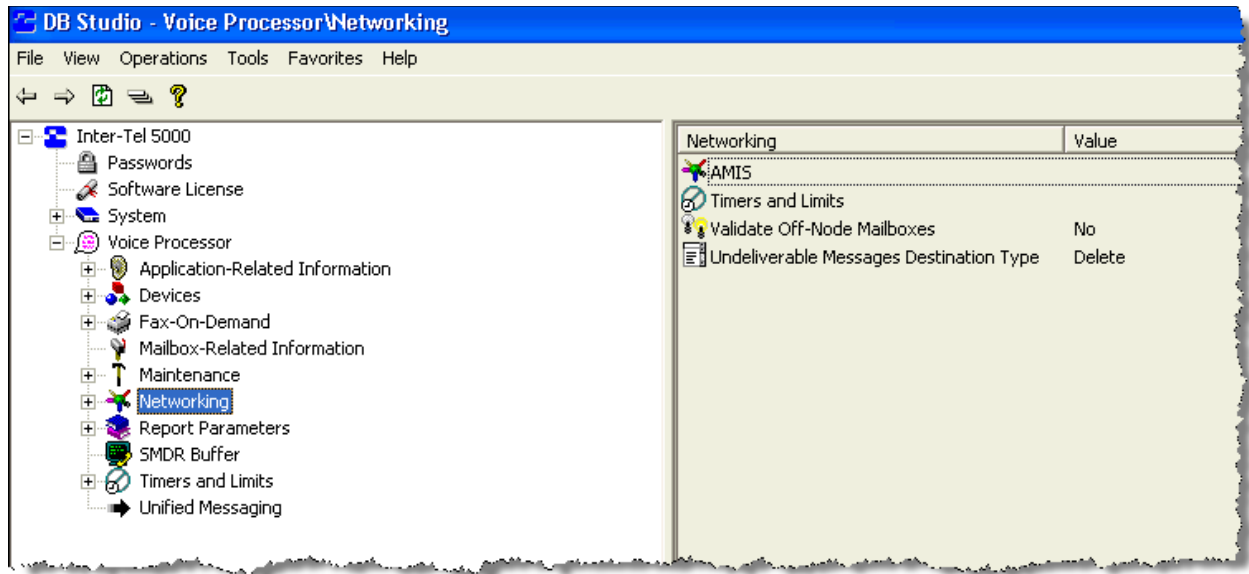 DB Studio - Voice Processor\Networking
File View Operations Tools Favorites Help
Inter-Tel 5000
Passwords
Software License
System
Voice Processor
Application-Related Information
Devices
Fax-On-Demand
Mailbox-Related Information
Maintenance
Networking
Report Parameters
SMDR Buffer
Timers and Limits
Unified Messaging
Networking Value
AMIS
Timers and Limits
Validate Off-Node Mailboxes No
Undeliverable Messages Destination Type Delete